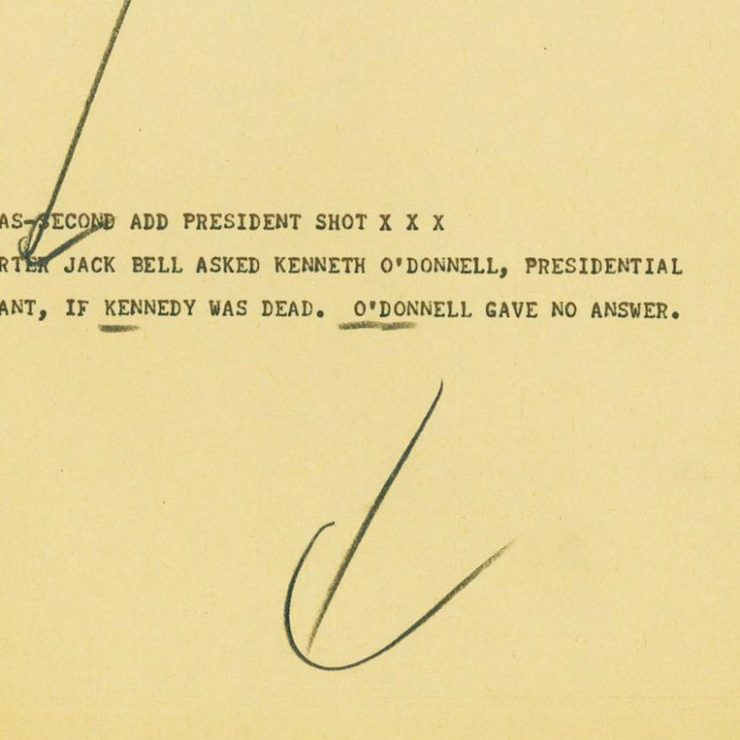 AS-SECOND ADD PRESIDENT SHOT X X X
RTER JACK BELL ASKED KENNETH O'DONNELL, PRESIDENTIAL
ANT, IF KENNEDY WAS DEAD. O'DONNELL GAVE NO ANSWER.